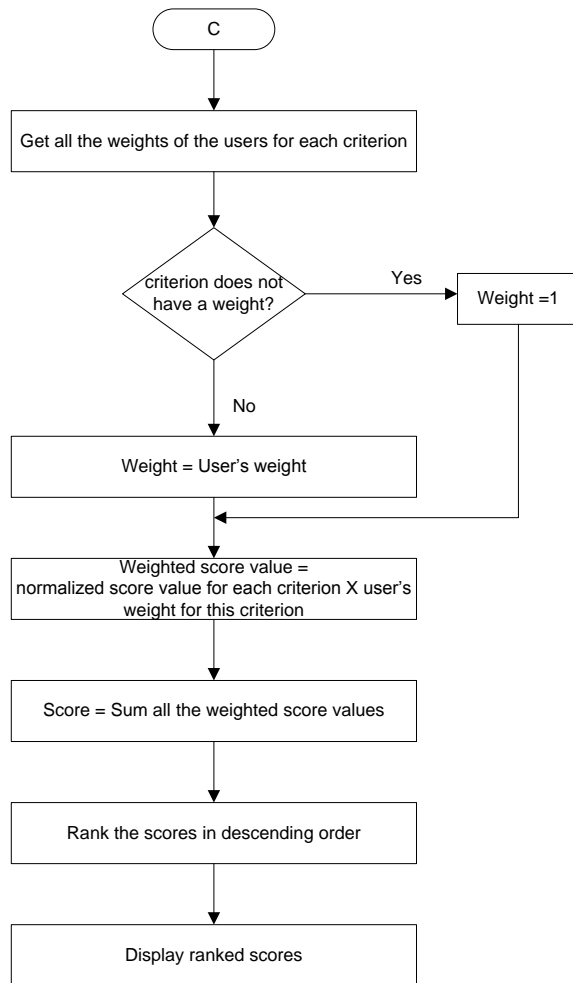 C
Get all the weights of the users for each criterion
criterion does not
have a weight?
Yes
Weight =1
No
Weight = User's weight
Weighted score value =
normalized score value for each criterion X user's
weight for this criterion
Score = Sum all the weighted score values
Rank the scores in descending order
Display ranked scores